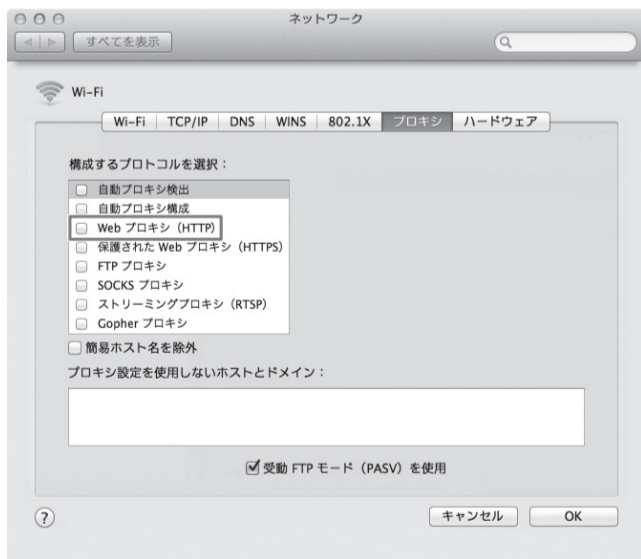 ネットワーク
すべてを表示
Wi-Fi
Wi-Fi TCP/IP DNS WINS 802.1X プロキシ ハードウェア
構成するプロトコルを選択：
自動プロキシ検出
自動プロキシ構成
Web プロキシ（HTTP）
保護された Web プロキシ（HTTPS）
FTP プロキシ
SOCKS プロキシ
ストリーミングプロキシ（RTSP）
Gopher プロキシ
簡易ホスト名を除外
プロキシ設定を使用しないホストとドメイン：
受動 FTP モード（PASV）を使用
? キャンセル OK